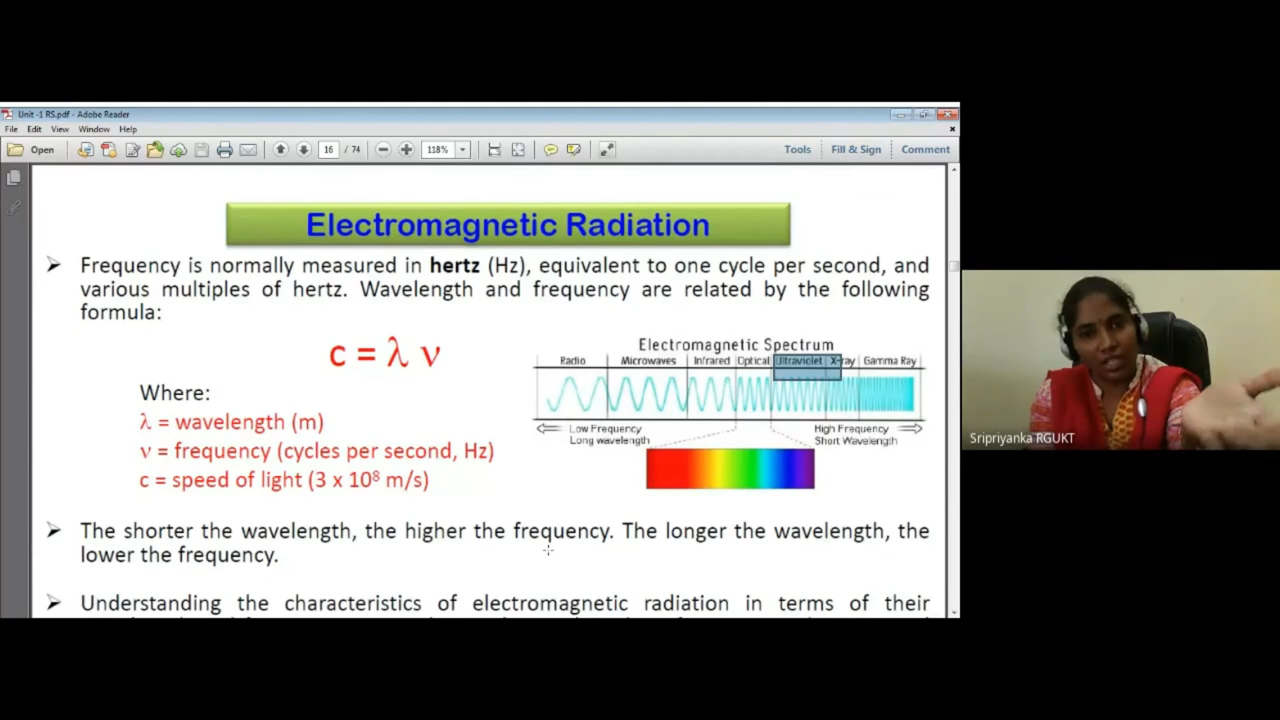 Unit -1 RS.pdf - Adobe Reader
File Edit View Window Help
Open 16 / 74 118% Tools Fill & Sign Comment
Electromagnetic Radiation
Frequency is normally measured in hertz (Hz), equivalent to one cycle per second, and
various multiples of hertz. Wavelength and frequency are related by the following
formula:
c = λ ν
Where:
λ = wavelength (m)
ν = frequency (cycles per second, Hz)
c = speed of light (3 x 10⁸ m/s)
Electromagnetic Spectrum
Radio Microwaves Infrared Optical Ultraviolet X-ray Gamma Ray
Low Frequency High Frequency
Long wavelength Short Wavelength
The shorter the wavelength, the higher the frequency. The longer the wavelength, the
lower the frequency.
Understanding the characteristics of electromagnetic radiation in terms of their
Sripriyanka RGUKT